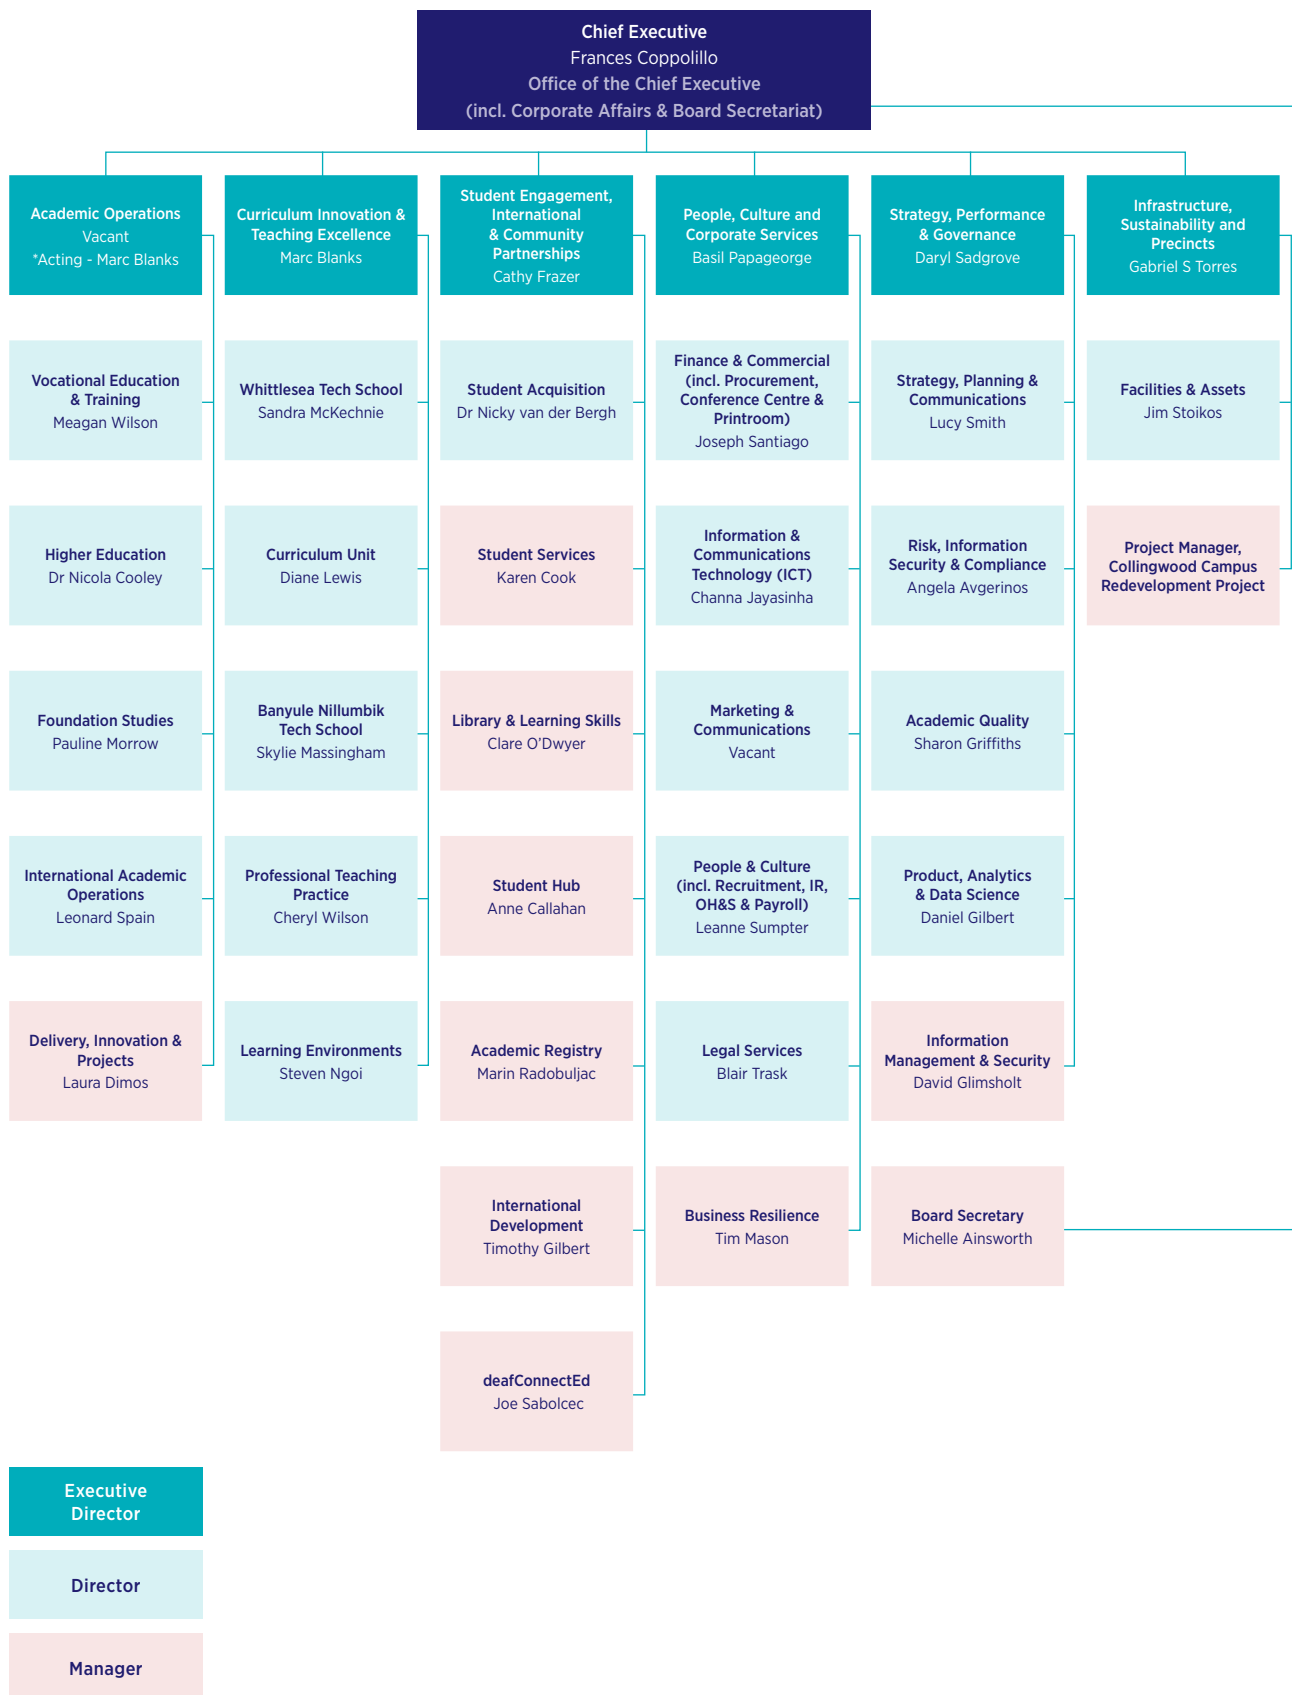 Chief Executive
Frances Coppolillo
Office of the Chief Executive
(incl. Corporate Affairs & Board Secretariat)
Academic Operations
Vacant
*Acting - Marc Blanks
Vocational Education
& Training
Meagan Wilson
Higher Education
Dr Nicola Cooley
Foundation Studies
Pauline Morrow
International Academic
Operations
Leonard Spain
Delivery, Innovation &
Projects
Laura Dimos
Curriculum Innovation &
Teaching Excellence
Marc Blanks
Whittlesea Tech School
Sandra McKechnie
Curriculum Unit
Diane Lewis
Banyule Nillumbik
Tech School
Skylie Massingham
Professional Teaching
Practice
Cheryl Wilson
Learning Environments
Steven Ngoi
Student Engagement,
International
& Community
Partnerships
Cathy Frazer
Student Acquisition
Dr Nicky van der Bergh
Student Services
Karen Cook
Library & Learning Skills
Clare O'Dwyer
Student Hub
Anne Callahan
Academic Registry
Marin Radobuljac
International
Development
Timothy Gilbert
deafConnectEd
Joe Sabolcec
People, Culture and
Corporate Services
Basil Papageorge
Finance & Commercial
(incl. Procurement,
Conference Centre &
Printroom)
Joseph Santiago
Information &
Communications
Technology (ICT)
Channa Jayasinha
Marketing &
Communications
Vacant
People & Culture
(incl. Recruitment, IR,
OH&S & Payroll)
Leanne Sumpter
Legal Services
Blair Trask
Business Resilience
Tim Mason
Strategy, Performance
& Governance
Daryl Sadgrove
Strategy, Planning &
Communications
Lucy Smith
Risk, Information
Security & Compliance
Angela Avgerinos
Academic Quality
Sharon Griffiths
Product, Analytics
& Data Science
Daniel Gilbert
Information
Management & Security
David Glimsholt
Board Secretary
Michelle Ainsworth
Infrastructure,
Sustainability and
Precincts
Gabriel S Torres
Facilities & Assets
Jim Stoikos
Project Manager,
Collingwood Campus
Redevelopment Project
Executive
Director
Director
Manager